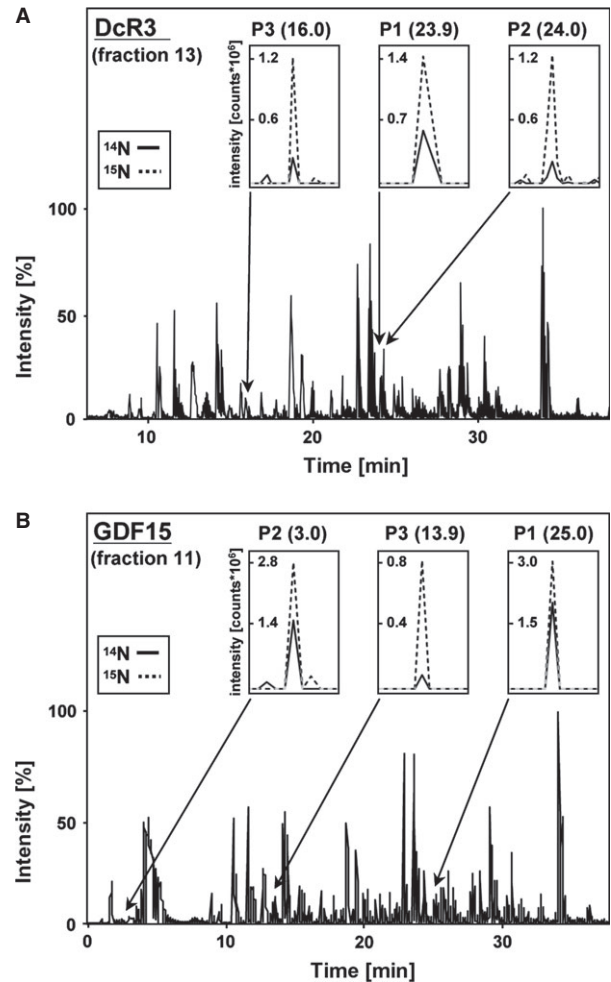 A
DcR3
(fraction 13)
P3 (16.0) P1 (23.9) P2 (24.0)
intensity [counts*10⁶]
1.2 1.4 1.2
0.6 0.7 0.6
¹⁴N
¹⁵N
Intensity [%]
100
50
0
10 20 30
Time [min]
B
GDF15
(fraction 11)
P2 (3.0) P3 (13.9) P1 (25.0)
intensity [counts*10⁶]
2.8 0.8 3.0
1.4 0.4 1.5
¹⁴N
¹⁵N
Intensity [%]
100
50
0
0 10 20 30
Time [min]